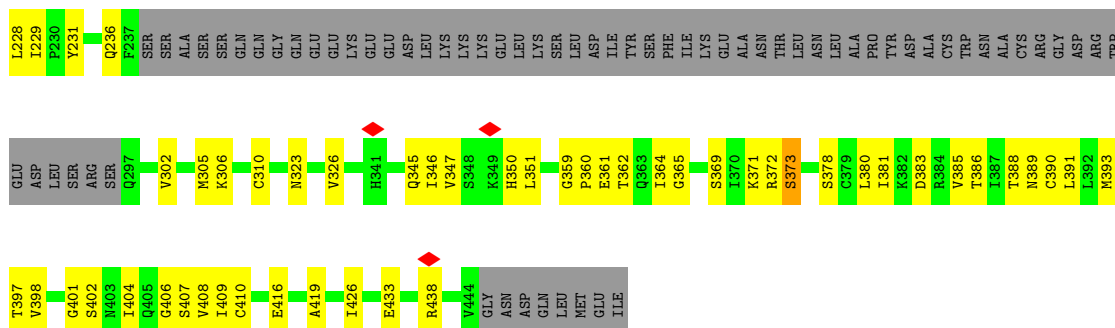 L228 I229 P230 Y231 Q236 F237 SER SER ALA SER SER GLN GLN GLY GLN GLU GLU LYS GLU GLU ASP LEU LYS LYS LYS GLU LEU LYS SER LEU ASP ILE TYR SER PHE ILE LYS GLU ALA ASN THR LEU ASN LEU ALA PRO TYR ASP ALA CYS TRP ASN ALA CYS ARG GLY ASP ARG TRP
GLU ASP LEU SER ARG SER Q297 V302 M305 K306 C310 N323 V326 H341 Q345 I346 V347 S348 K349 H350 L351 G359 P360 E361 T362 Q363 I364 G365 S369 I370 K371 R372 S373 S378 C379 L380 I381 K382 D383 R384 V385 T386 I387 T388 N389 C390 L391 L392 M393
T397 V398 G401 S402 N403 I404 Q405 G406 S407 V408 I409 C410 E416 A419 I426 E433 R438 V444 GLY ASN ASP GLN LEU MET GLU ILE